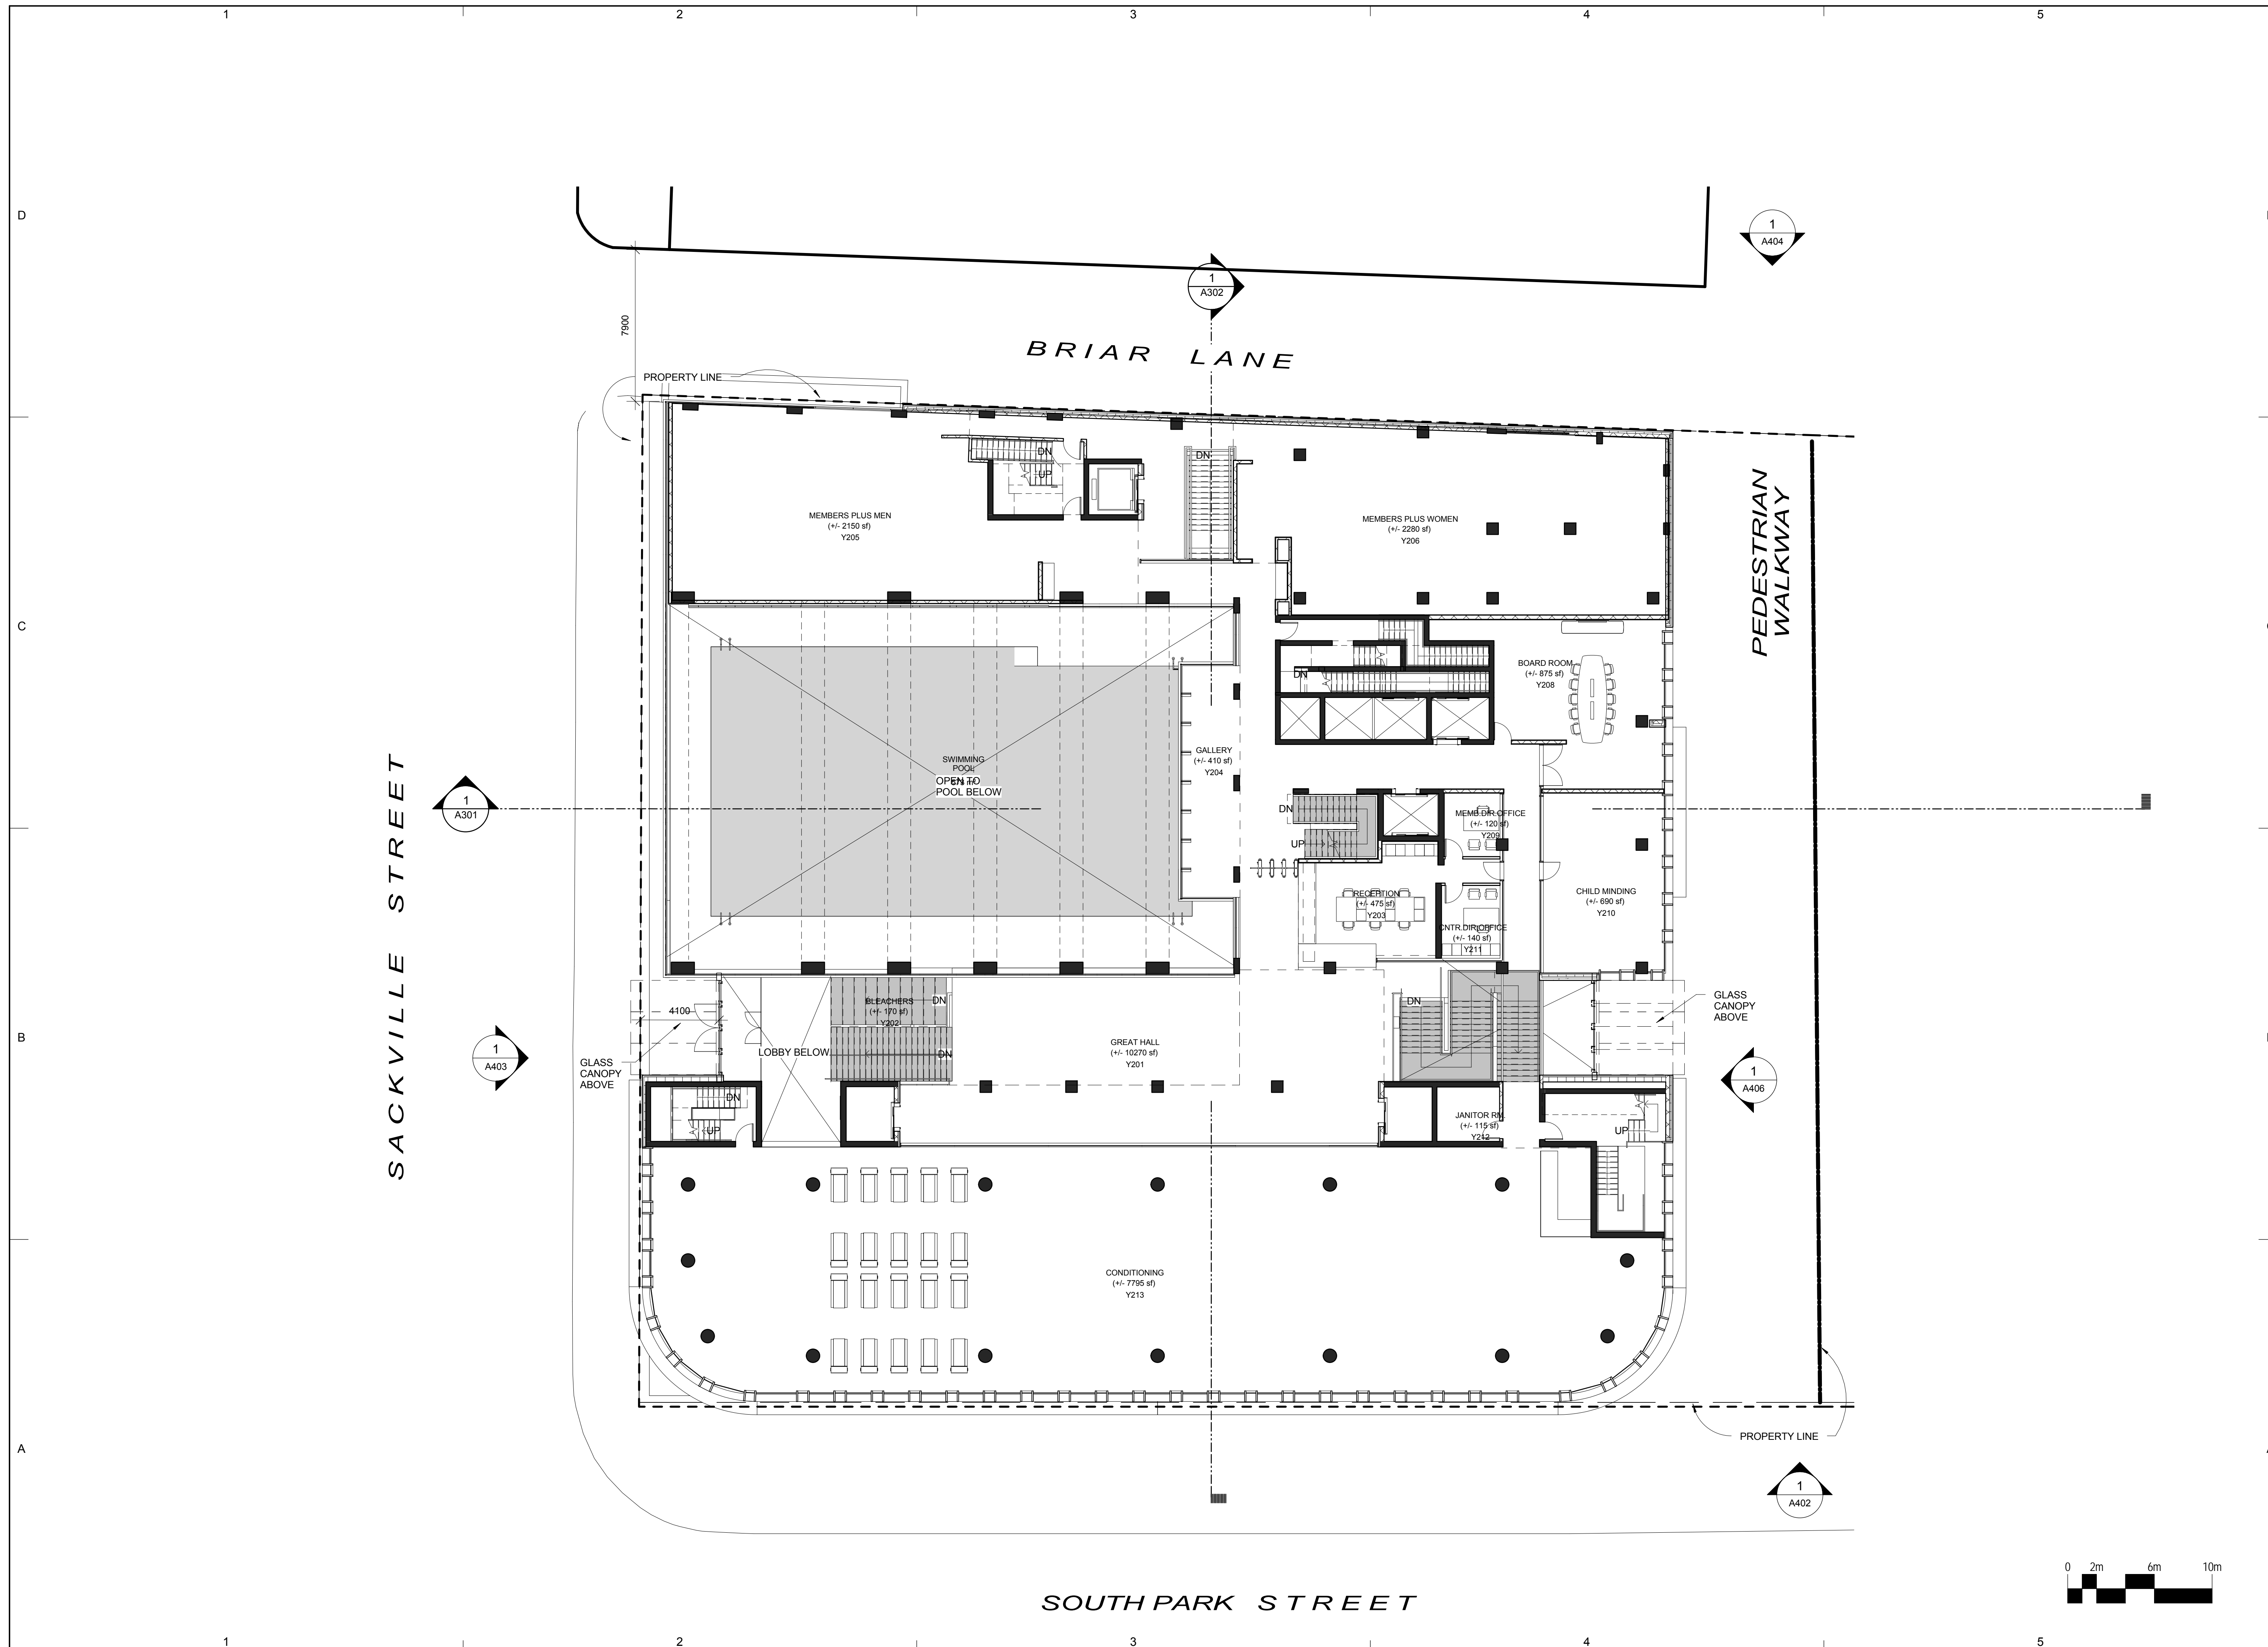 1
2
3
4
5
D
C
B
A
1
A404
1
A302
7900
BRIAR LANE
PROPERTY LINE
PEDESTRIAN
WALKWAY
DN
UP
DN
MEMBERS PLUS MEN
(+/- 2150 sf)
Y205
MEMBERS PLUS WOMEN
(+/- 2280 sf)
Y206
BOARD ROOM
(+/- 875 sf)
Y208
DN
GALLERY
(+/- 410 sf)
Y204
SWIMMING
POOL
OPEN TO
POOL BELOW
SACKVILLE STREET
1
A301
DN
UP
MEMB.DIR.OFFICE
(+/- 120 sf)
Y209
RECEPTION
(+/- 475 sf)
Y203
CHILD MINDING
(+/- 690 sf)
Y210
CNTR.DIR.OFFICE
(+/- 140 sf)
Y211
4100
BLEACHERS
(+/- 170 sf)
Y202
DN
DN
DN
GLASS
CANOPY
ABOVE
LOBBY BELOW
GREAT HALL
(+/- 10270 sf)
Y201
1
A403
GLASS
CANOPY
ABOVE
1
A406
DN
UP
JANITOR RM.
(+/- 115 sf)
Y212
UP
CONDITIONING
(+/- 7795 sf)
Y213
PROPERTY LINE
1
A402
0 2m 6m 10m
SOUTH PARK STREET
1
2
3
4
5